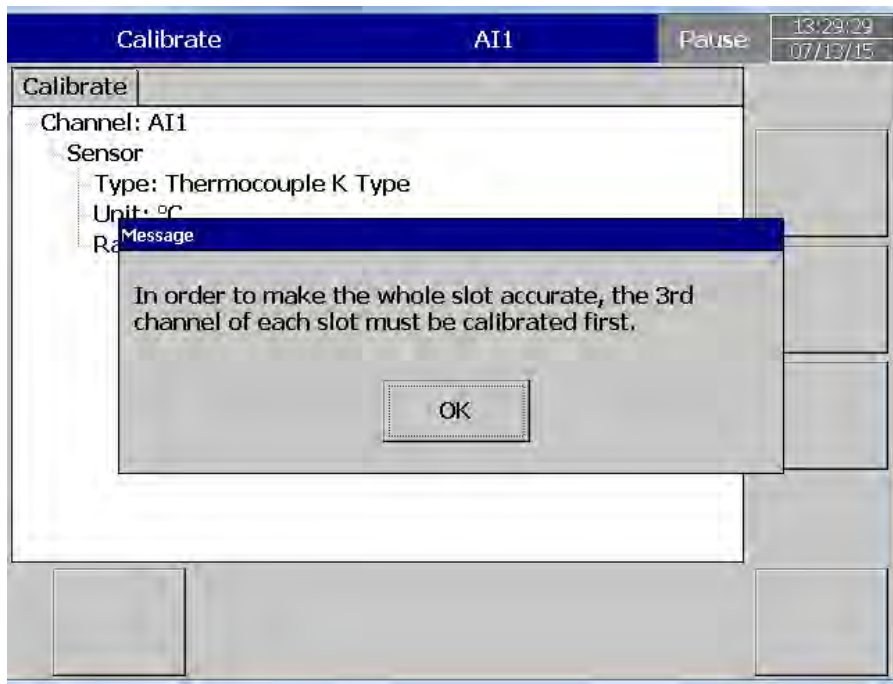 Calibrate AI1 Pause 13:29:29
07/13/15
Calibrate
Channel: AI1
Sensor
Type: Thermocouple K Type
Unit: °C
Ra
Message
In order to make the whole slot accurate, the 3rd
channel of each slot must be calibrated first.
OK